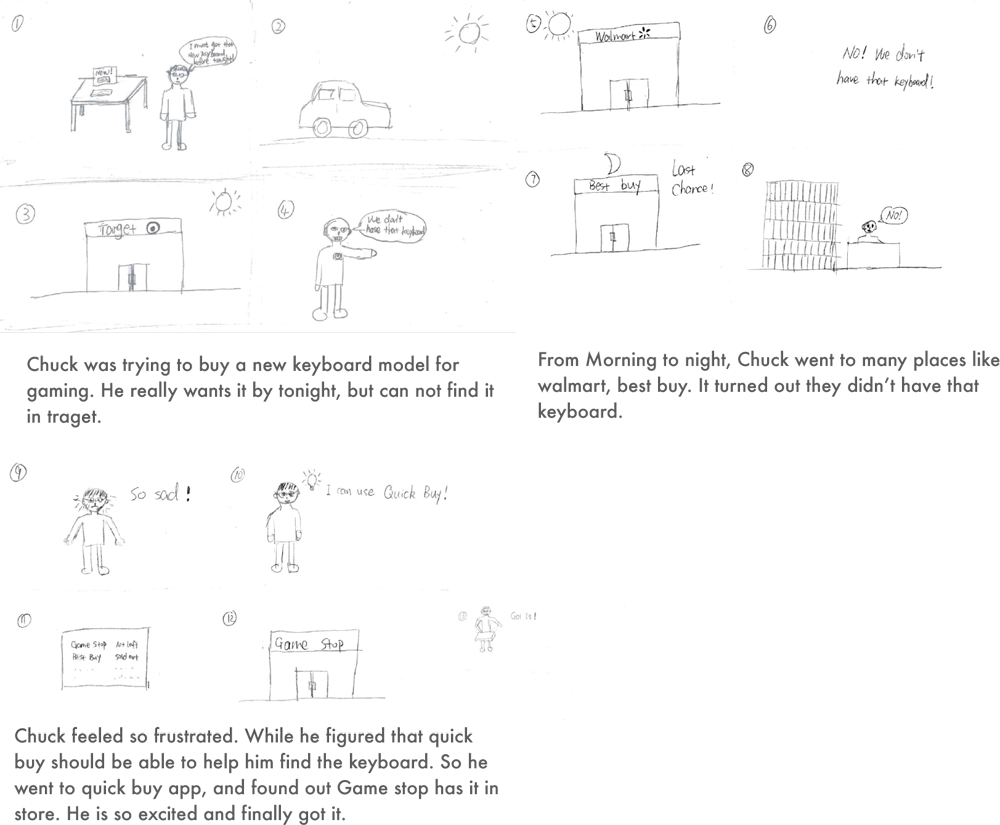 ①
I must get that
new keyboard
before tonight!
New!
②
③
Traget
④
We don't
have that keyboard
Chuck was trying to buy a new keyboard model for
gaming. He really wants it by tonight, but can not find it
in traget.
⑤
Walmart
⑥
NO! We don't
have that keyboard!
⑦
Best buy
Last
Chance!
⑧
No!
From Morning to night, Chuck went to many places like
walmart, best buy. It turned out they didn't have that
keyboard.
⑨
So sad!
⑩
I can use Quick Buy!
⑪
Game Stop
Best Buy sold out
⑫
Game Stop
⑬
Got it!
Chuck feeled so frustrated. While he figured that quick
buy should be able to help him find the keyboard. So he
went to quick buy app, and found out Game stop has it in
store. He is so excited and finally got it.